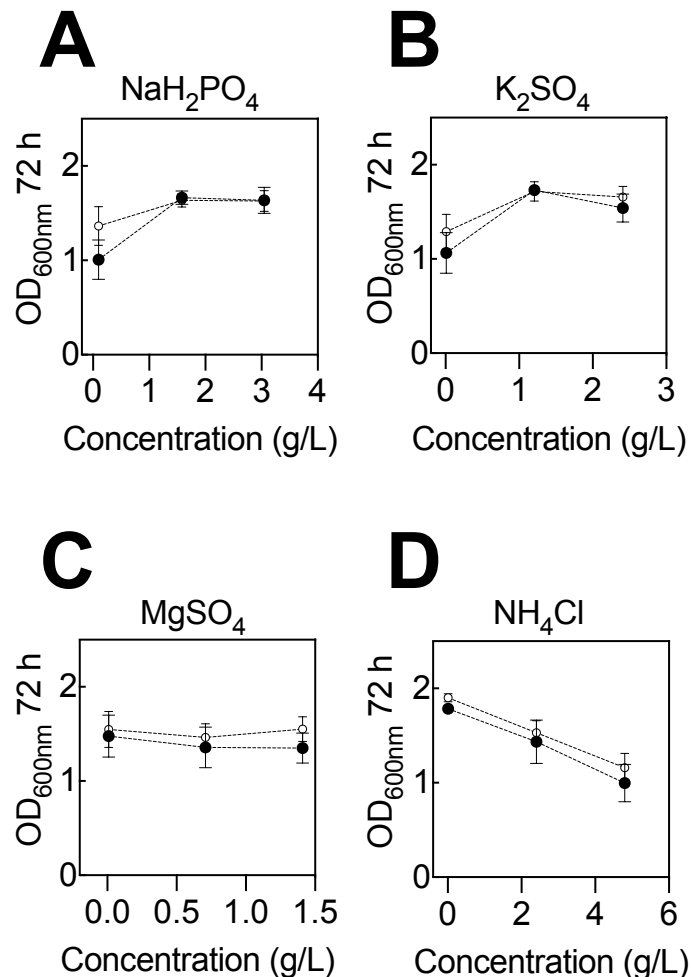 A
NaH₂PO₄
OD₆₀₀ₙₘ 72 h
2
1
0
0 1 2 3 4
Concentration (g/L)
B
K₂SO₄
OD₆₀₀ₙₘ 72 h
2
1
0
0 1 2 3
Concentration (g/L)
C
MgSO₄
OD₆₀₀ₙₘ 72 h
2
1
0
0.0 0.5 1.0 1.5
Concentration (g/L)
D
NH₄Cl
OD₆₀₀ₙₘ 72 h
2
1
0
0 2 4 6
Concentration (g/L)